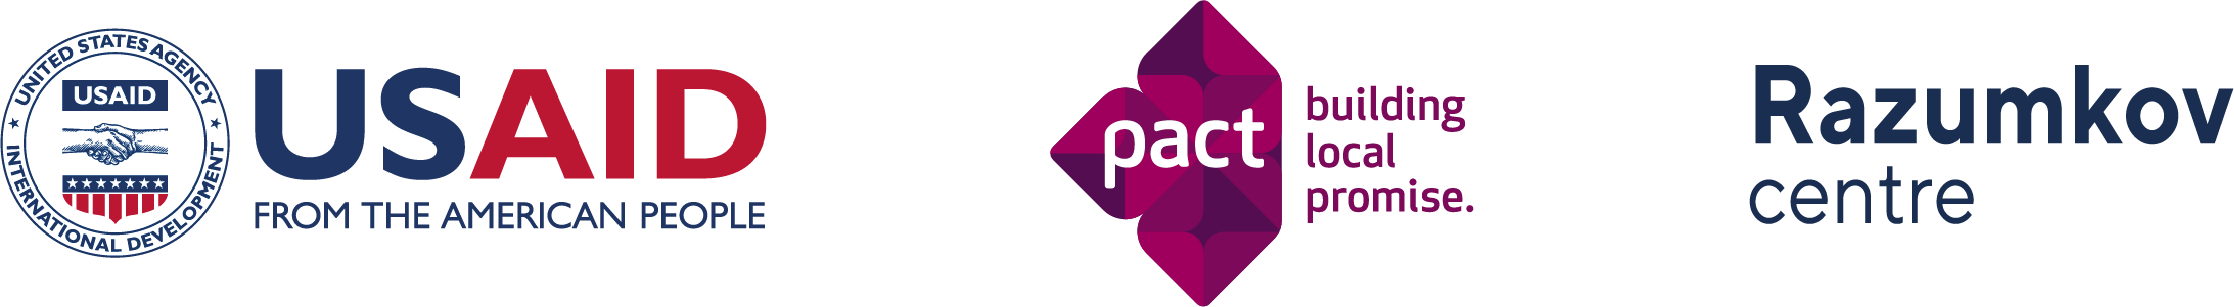 UNITED STATES AGENCY
INTERNATIONAL DEVELOPMENT
USAID
USAID
FROM THE AMERICAN PEOPLE
pact
building
local
promise.
Razumkov
centre